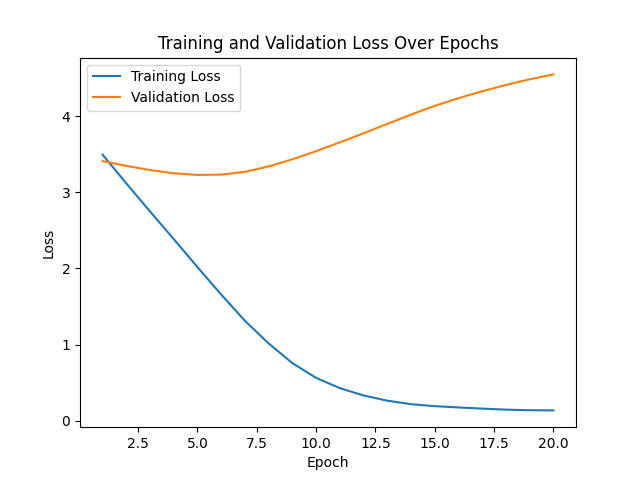 Training and Validation Loss Over Epochs
Training Loss
Validation Loss
4
3
2
1
0
Loss
2.5 5.0 7.5 10.0 12.5 15.0 17.5 20.0
Epoch